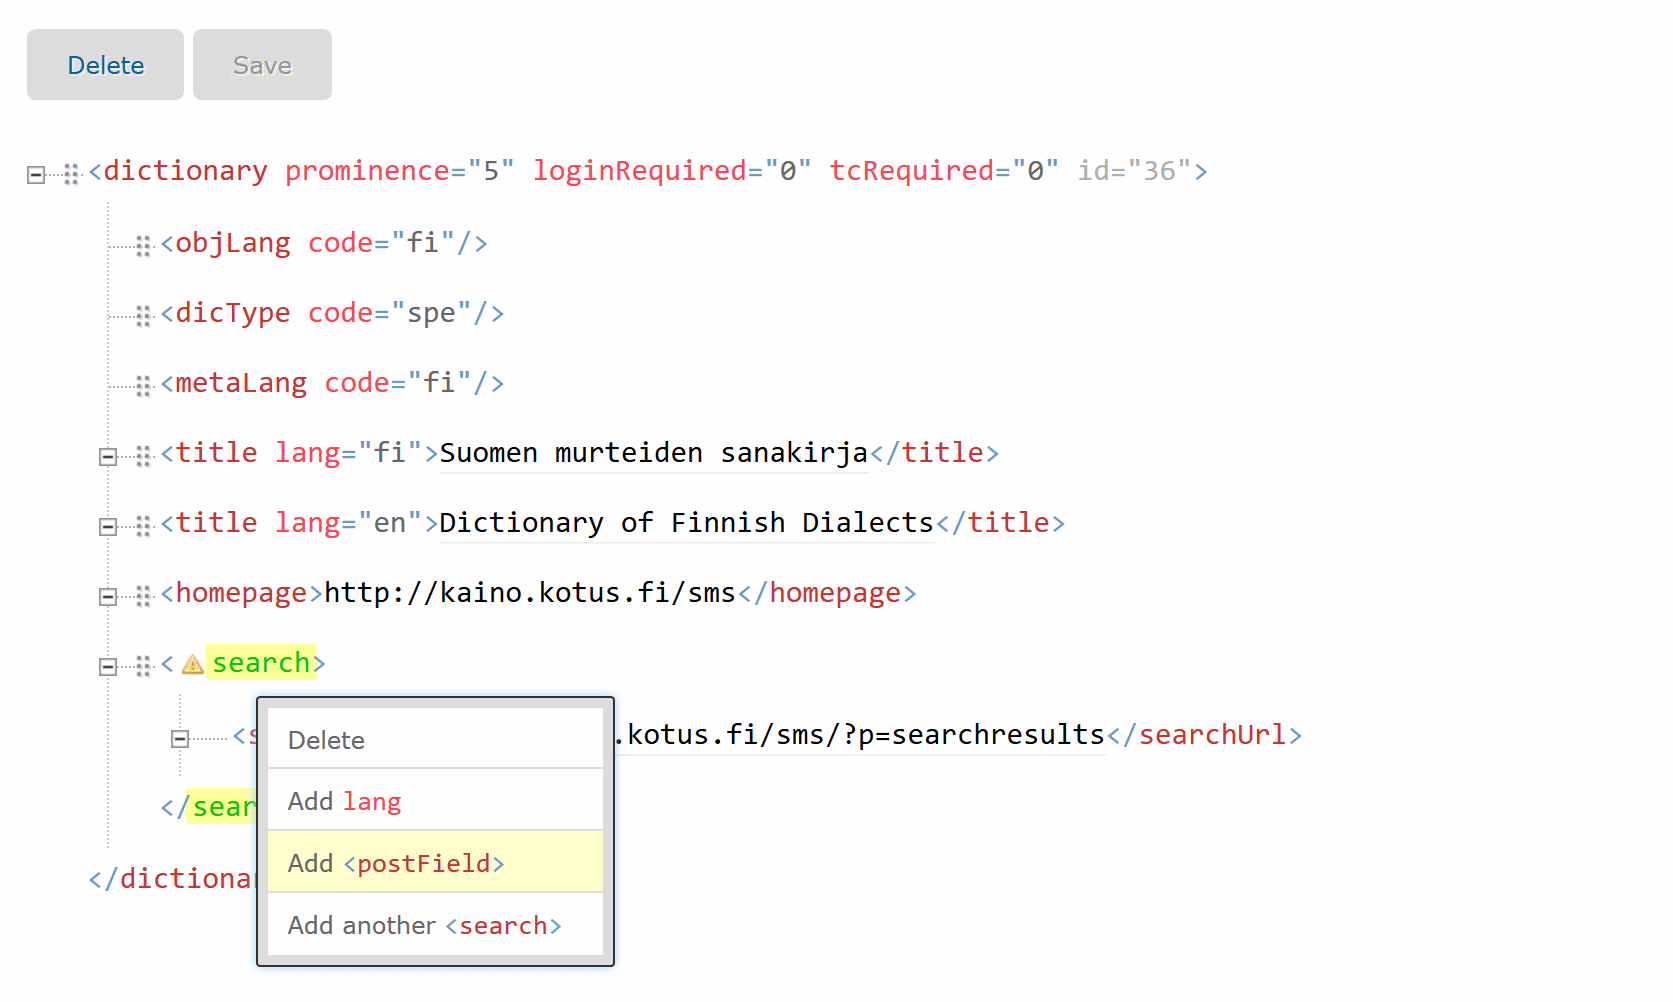 Delete Save
<dictionary prominence="5" loginRequired="0" tcRequired="0" id="36">
<objLang code="fi"/>
<dicType code="spe"/>
<metaLang code="fi"/>
<title lang="fi">Suomen murteiden sanakirja</title>
<title lang="en">Dictionary of Finnish Dialects</title>
<homepage>http://kaino.kotus.fi/sms</homepage>
<search>
<s .kotus.fi/sms/?p=searchresults</searchUrl>
</sear
</dictiona
Delete
Add lang
Add <postField>
Add another <search>